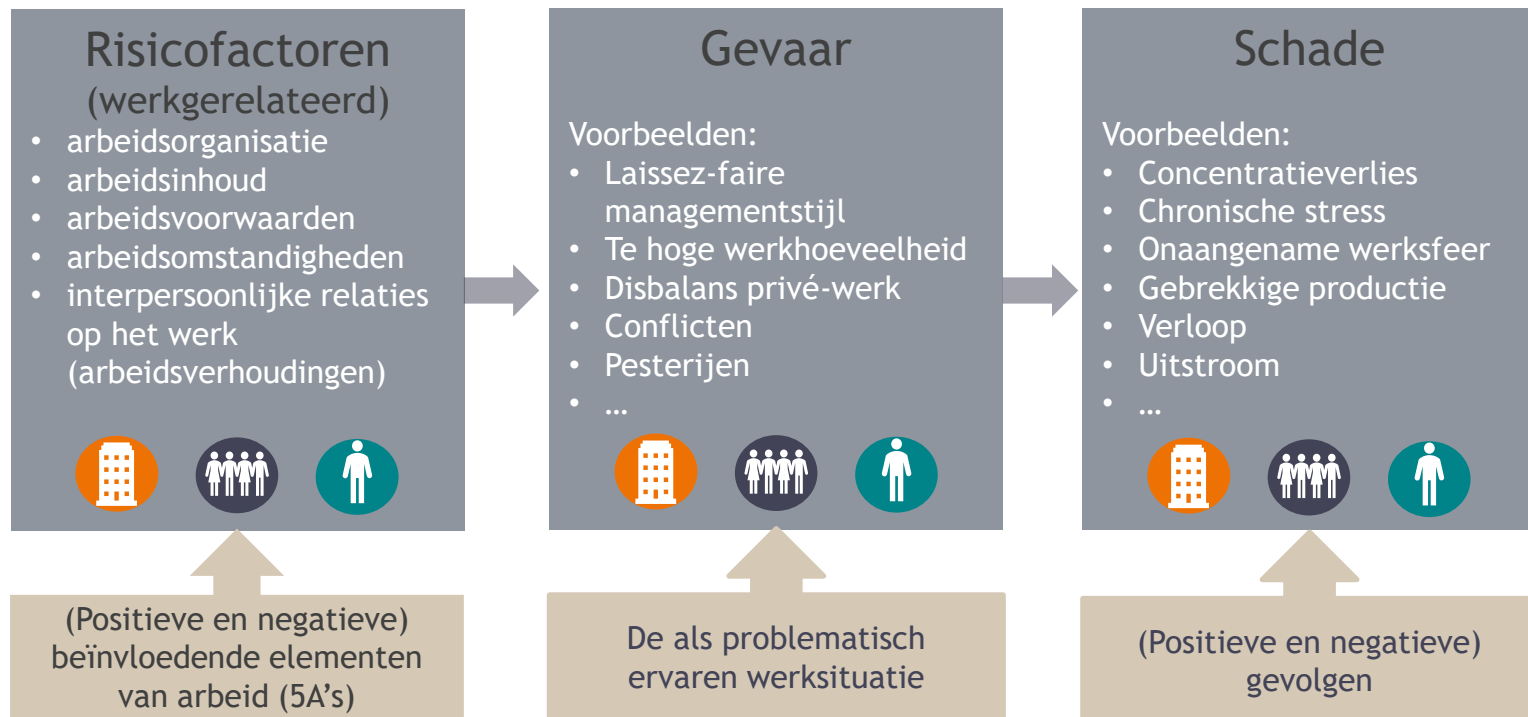 Risicofactoren
(werkgerelateerd)
• arbeidsorganisatie
• arbeidsinhoud
• arbeidsvoorwaarden
• arbeidsomstandigheden
• interpersoonlijke relaties
op het werk
(arbeidsverhoudingen)
(Positieve en negatieve)
beïnvloedende elementen
van arbeid (5A’s)
Gevaar
Voorbeelden:
• Laissez-faire
managementstijl
• Te hoge werkhoeveelheid
• Disbalans privé-werk
• Conflicten
• Pesterijen
• …
De als problematisch
ervaren werksituatie
Schade
Voorbeelden:
• Concentratieverlies
• Chronische stress
• Onaangename werksfeer
• Gebrekkige productie
• Verloop
• Uitstroom
• …
(Positieve en negatieve)
gevolgen